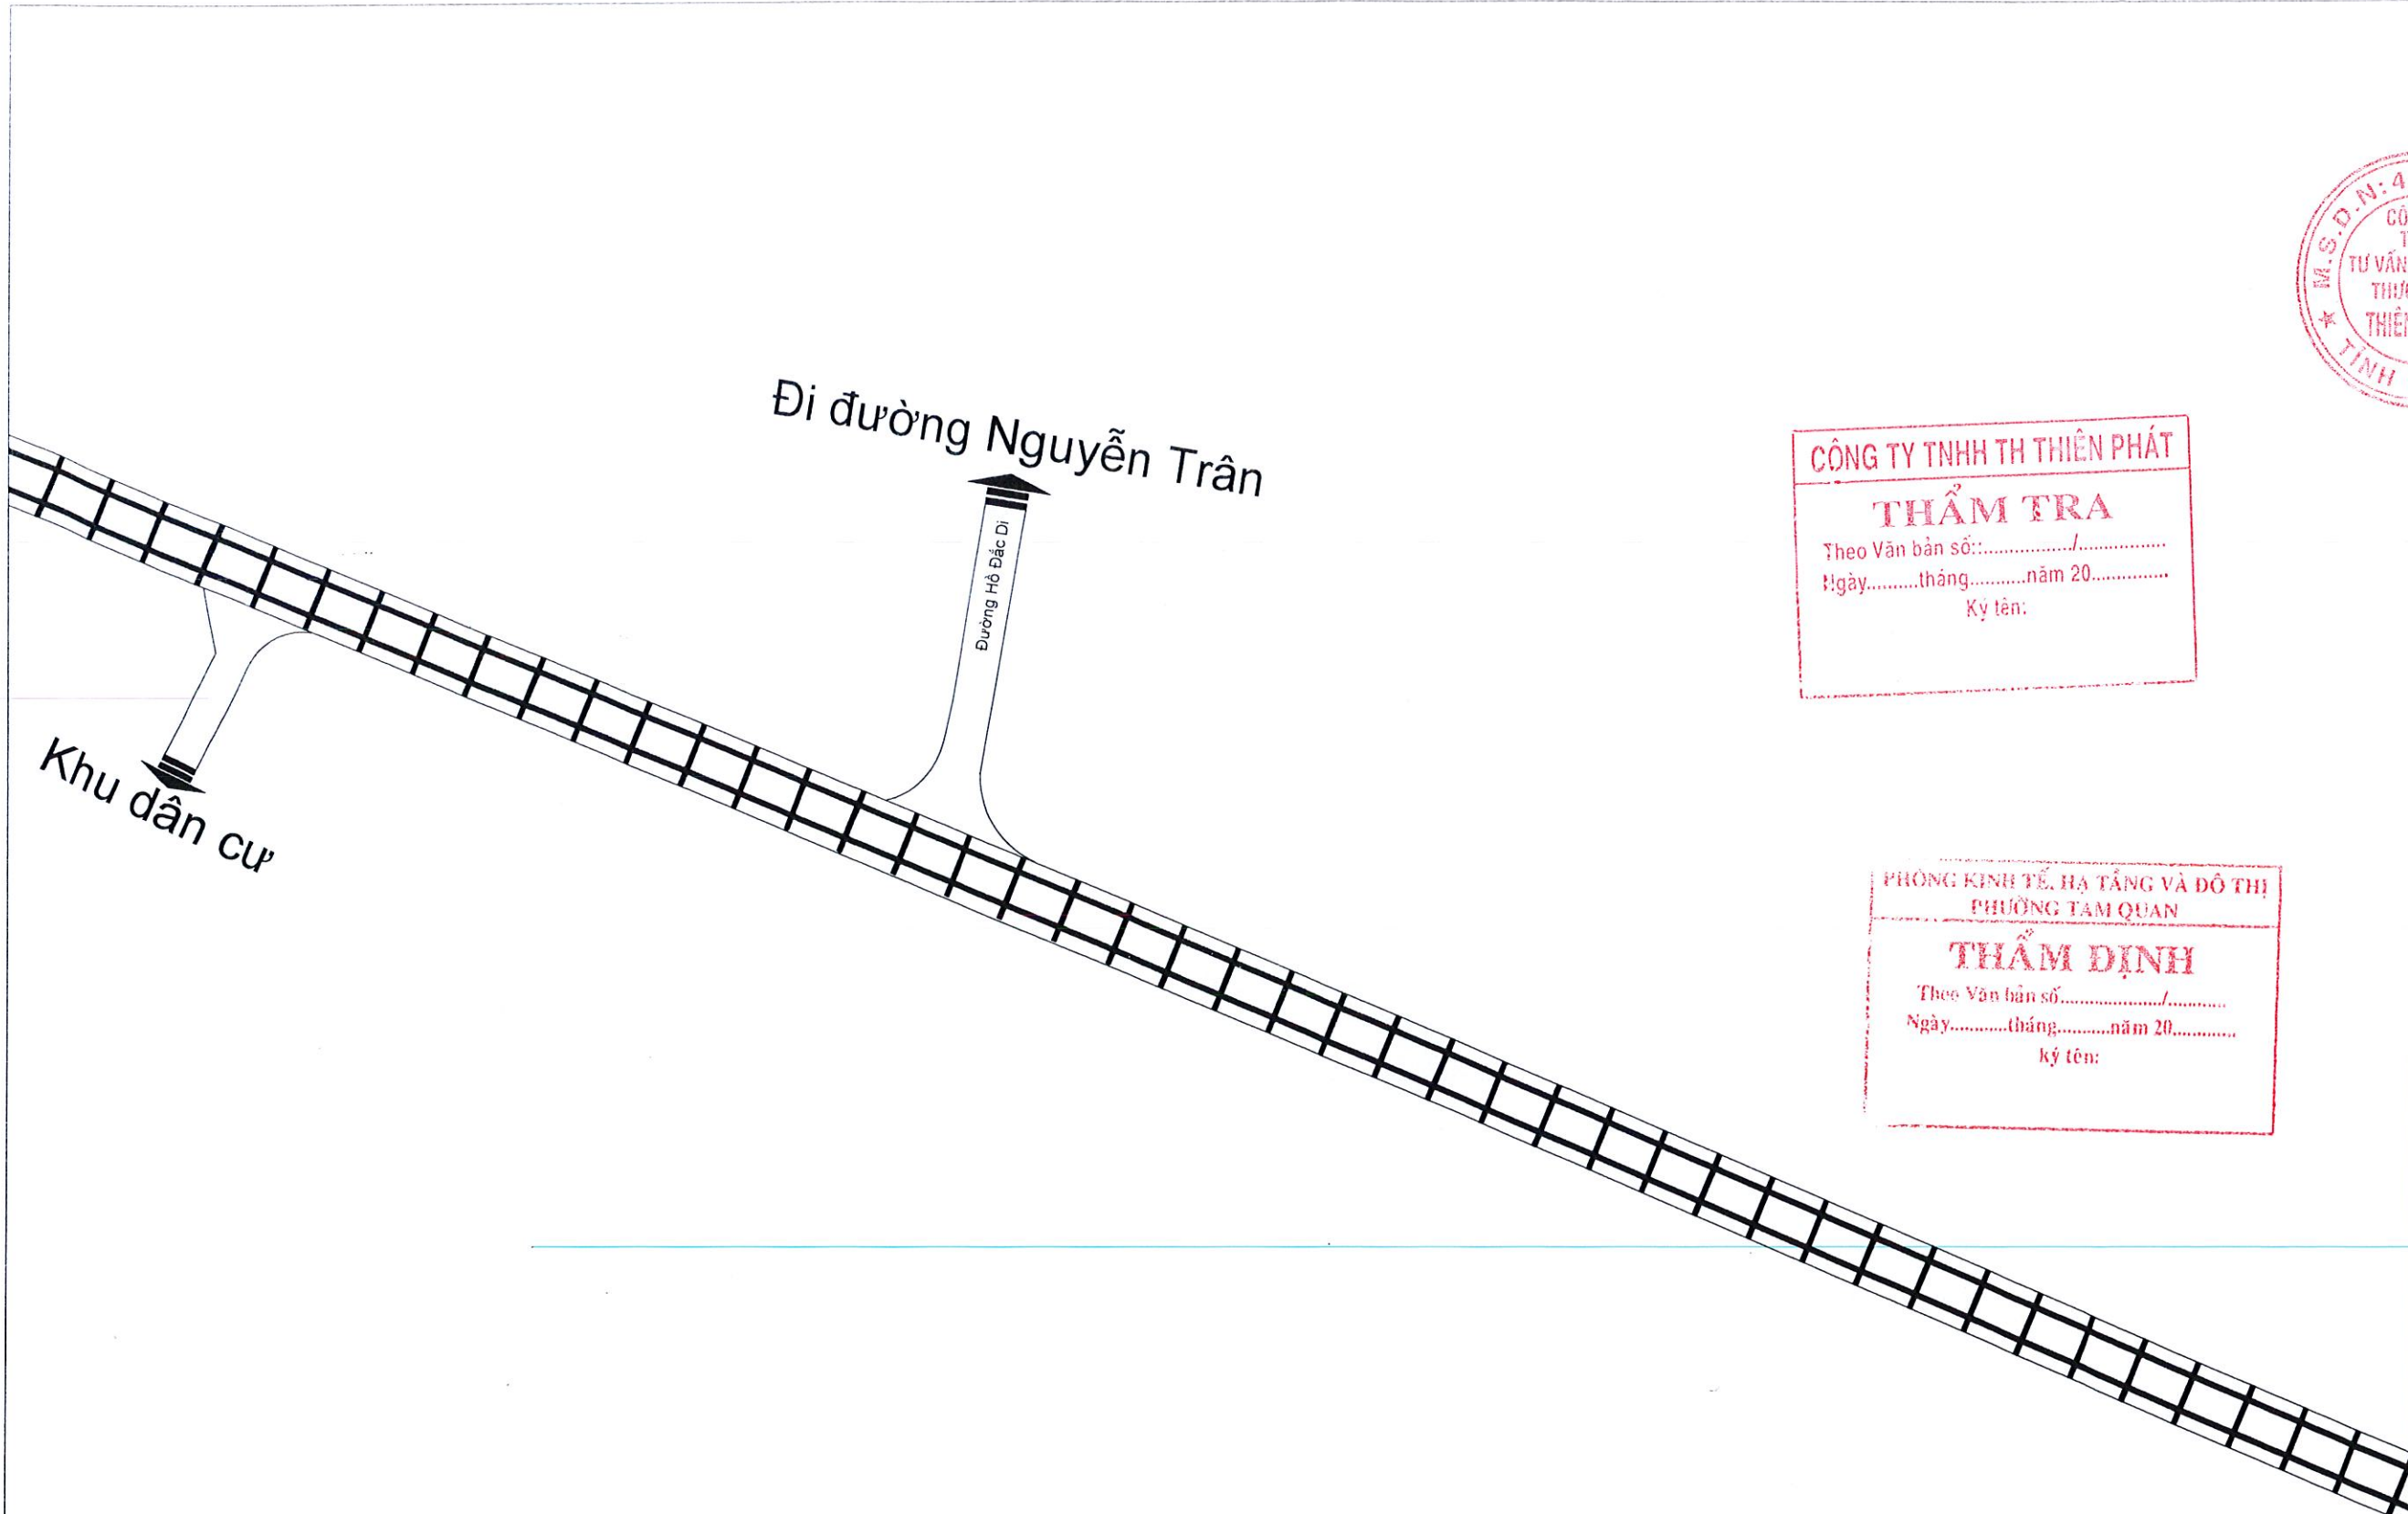 Đi đường Nguyễn Trân
Đường Hồ Đắc Di
Khu dân cư
M.S.D.N: 4
TƯ VẤN
TỈNH
CÔNG TY TNHH TH THIÊN PHÁT
THẨM TRA
Theo Văn bản số:................./.................
Ngày..........tháng...........năm 20...............
Ký tên:
PHÒNG KINH TẾ, HẠ TẦNG VÀ ĐÔ THỊ
PHƯỜNG TAM QUAN
THẨM ĐỊNH
Theo Văn bản số...................../............
Ngày............tháng...........năm 20.............
ký tên: